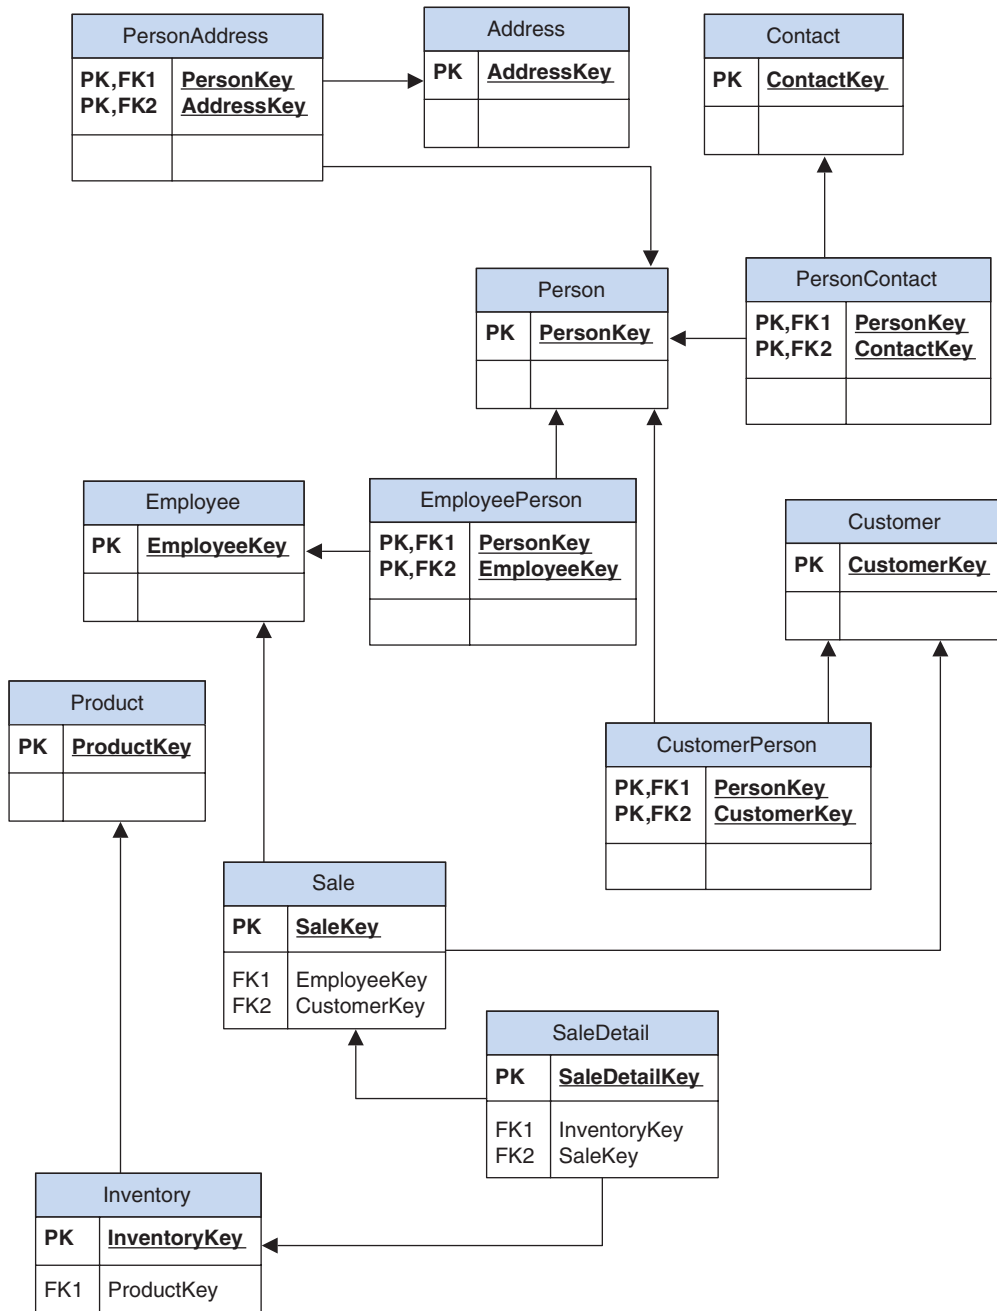 PersonAddress
PK,FK1 PersonKey
PK,FK2 AddressKey
Address
PK AddressKey
Contact
PK ContactKey
Person
PK PersonKey
PersonContact
PK,FK1 PersonKey
PK,FK2 ContactKey
Employee
PK EmployeeKey
EmployeePerson
PK,FK1 PersonKey
PK,FK2 EmployeeKey
Customer
PK CustomerKey
Product
PK ProductKey
CustomerPerson
PK,FK1 PersonKey
PK,FK2 CustomerKey
Sale
PK SaleKey
FK1 EmployeeKey
FK2 CustomerKey
SaleDetail
PK SaleDetailKey
FK1 InventoryKey
FK2 SaleKey
Inventory
PK InventoryKey
FK1 ProductKey